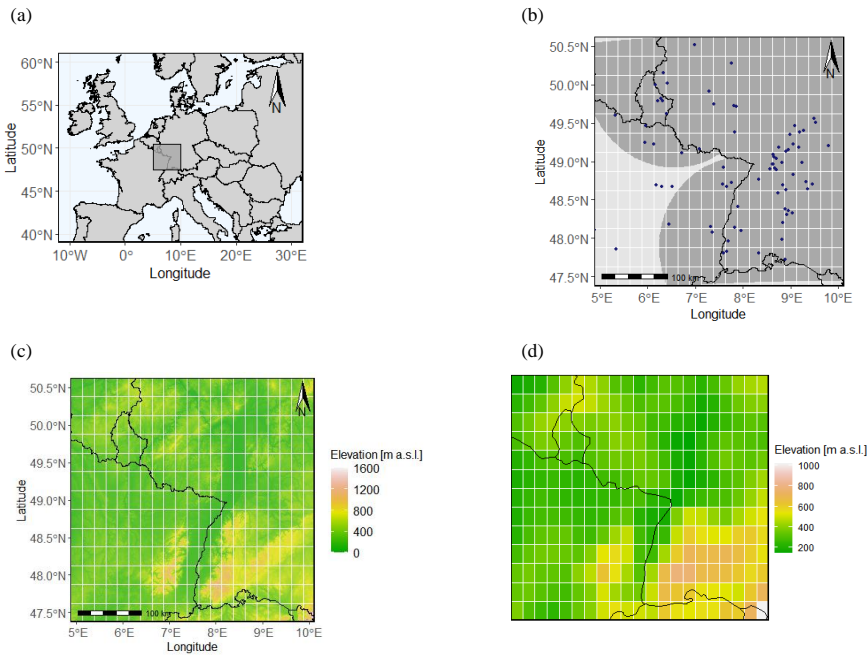 (a)
60°N
55°N
50°N
45°N
40°N
Latitude
N
10°W 0° 10°E 20°E 30°E
Longitude
(b)
50.5°N
50.0°N
49.5°N
49.0°N
48.5°N
48.0°N
47.5°N
Latitude
N
100 km
5°E 6°E 7°E 8°E 9°E 10°E
Longitude
(c)
50.5°N
50.0°N
49.5°N
49.0°N
48.5°N
48.0°N
47.5°N
Latitude
N
100 km
5°E 6°E 7°E 8°E 9°E 10°E
Longitude
Elevation [m a.s.l.]
1600
1200
800
400
0
(d)
Elevation [m a.s.l.]
1000
800
600
400
200